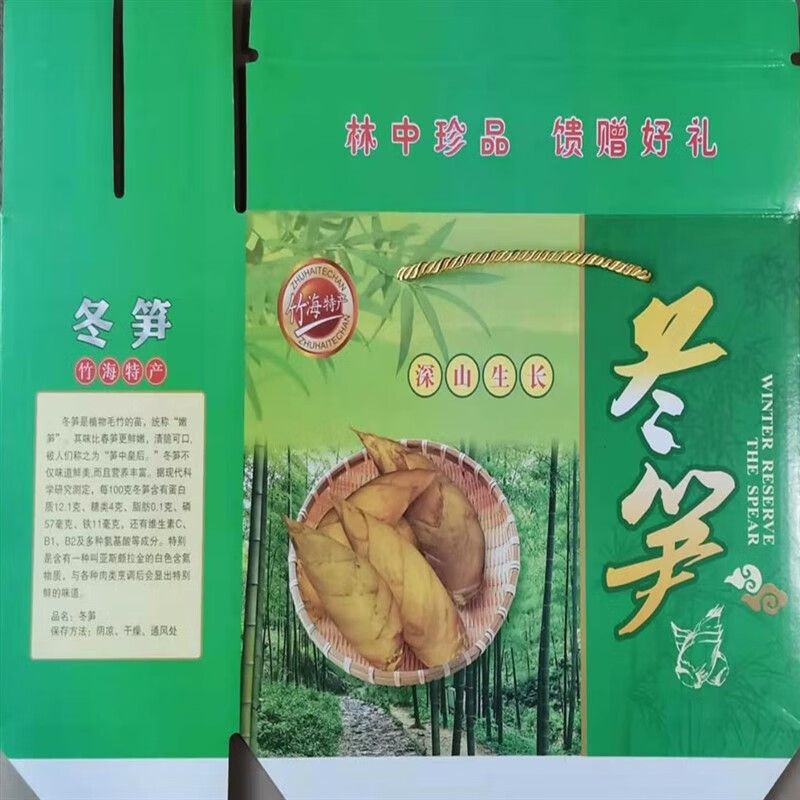 林中珍品 馈赠好礼
ZHUHAITECHAN
竹海特产
ZHUHAITECHAN
深山生长
冬笋
WINTER RESERVE
THE SPEAR
冬笋
竹海特产
冬笋是植物毛竹的苗，统称“嫩
笋”。其味比春笋更鲜嫩，清脆可口，
被人们称之为“笋中皇后。”冬笋不
仅味道鲜美,而且营养丰富。据现代科
学研究测定，每100克冬笋含有蛋白
质12.1克、糖类4克、脂肪0.1克、磷
57毫克、铁11毫克，还有维生素C、
B1、B2及多种氨基酸等成分。特别
是含有一种叫亚斯颇拉金的白色含氮
物质，与各种肉类烹调后会显出特别
鲜的味道。
品名：冬笋
保存方法：阴凉、干燥、通风处